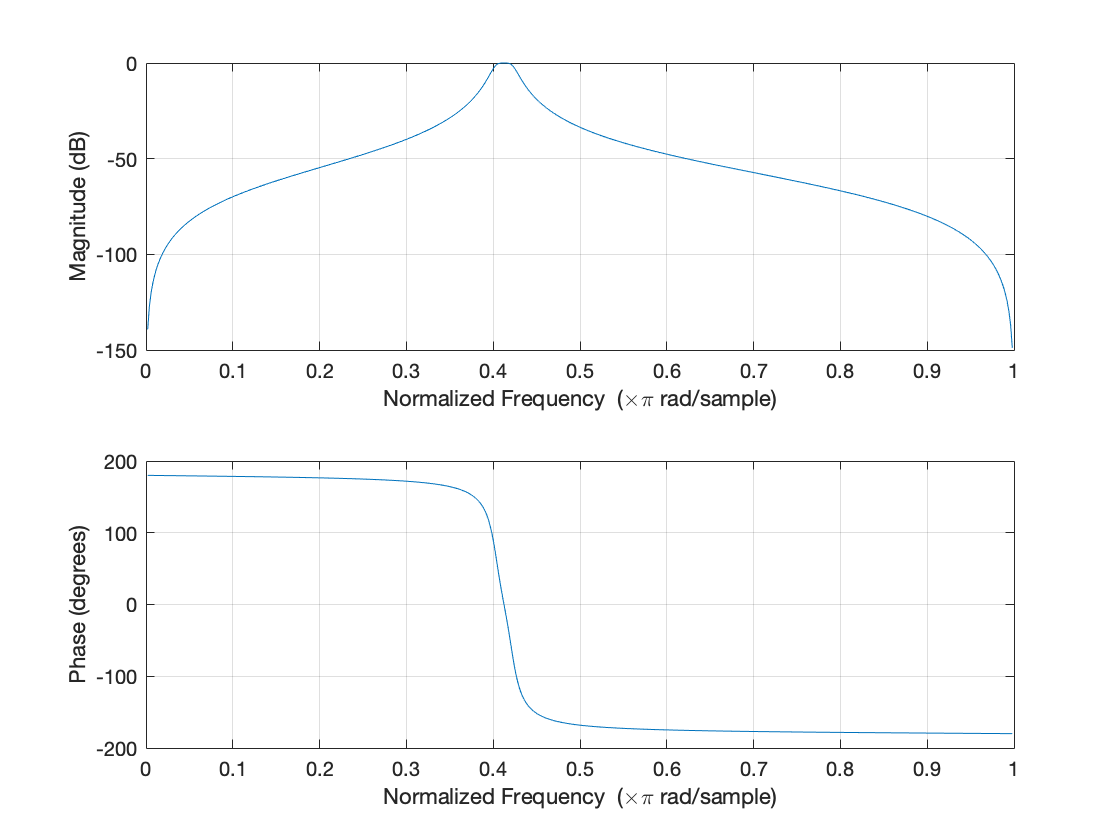 0
-50
-100
-150
Magnitude (dB)
0 0.1 0.2 0.3 0.4 0.5 0.6 0.7 0.8 0.9 1
Normalized Frequency (×π rad/sample)
200
100
0
-100
-200
Phase (degrees)
0 0.1 0.2 0.3 0.4 0.5 0.6 0.7 0.8 0.9 1
Normalized Frequency (×π rad/sample)